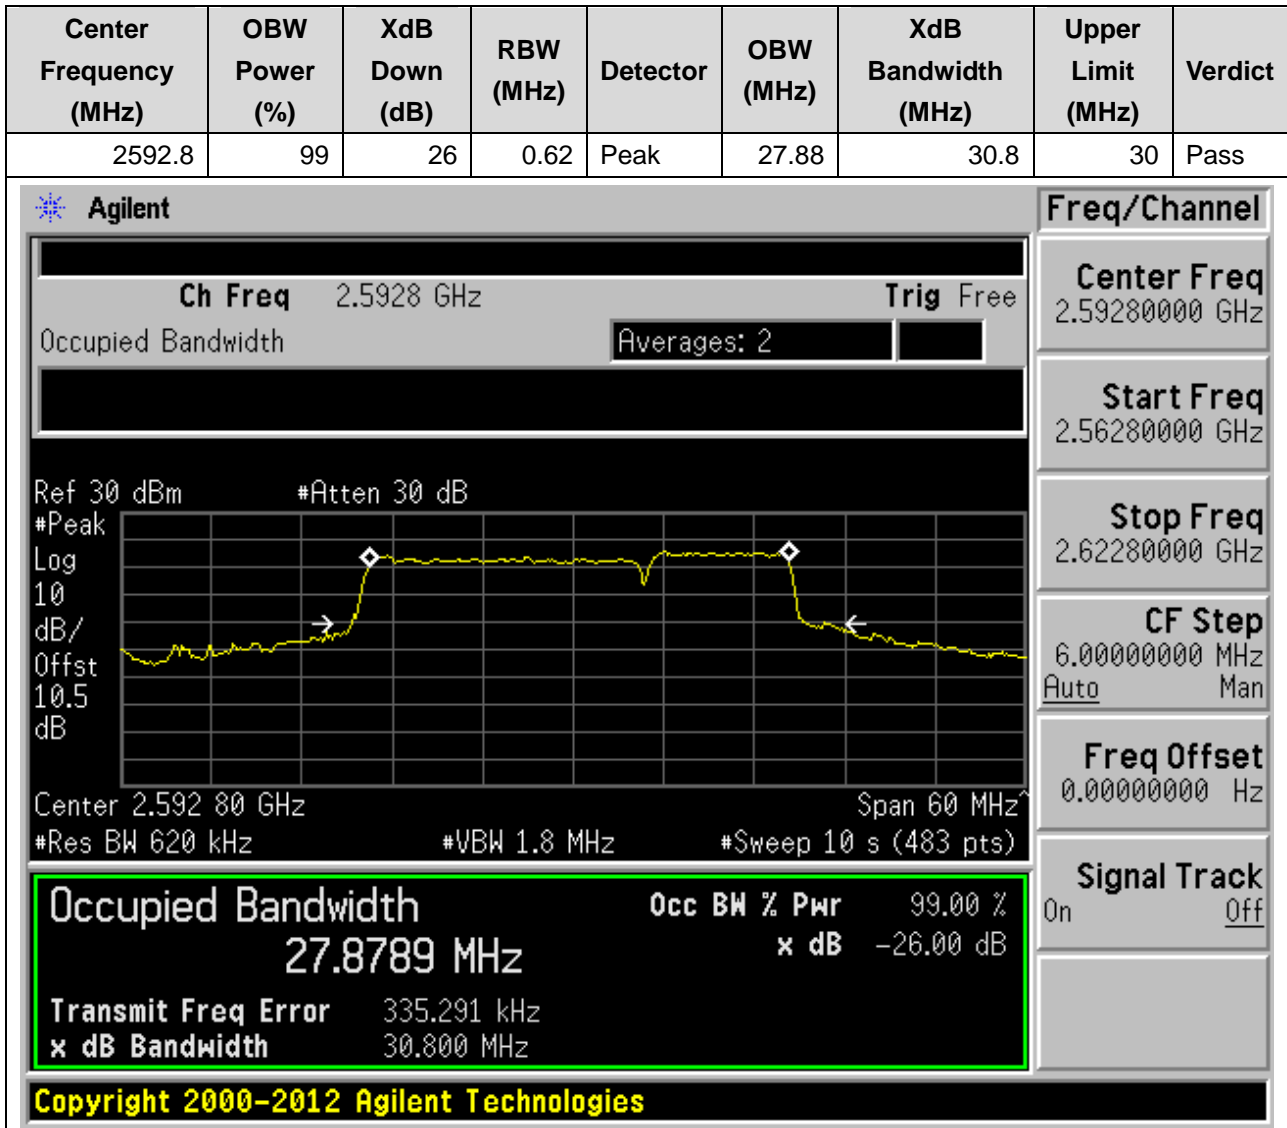 Center Frequency (MHz) OBW Power (%) XdB Down (dB) RBW (MHz) Detector OBW (MHz) XdB Bandwidth (MHz) Upper Limit (MHz) Verdict
2592.8 99 26 0.62 Peak 27.88 30.8 30 Pass
Agilent Freq/Channel
Ch Freq 2.5928 GHz Trig Free
Occupied Bandwidth Averages: 2
Center Freq
2.59280000 GHz
Start Freq
2.56280000 GHz
Stop Freq
2.62280000 GHz
CF Step
6.00000000 MHz
Auto Man
Freq Offset
0.00000000 Hz
Signal Track
On Off
Ref 30 dBm #Atten 30 dB
#Peak
Log
10
dB/
Offst
10.5
dB
Center 2.592 80 GHz Span 60 MHz^
#Res BW 620 kHz #VBW 1.8 MHz #Sweep 10 s (483 pts)
Occupied Bandwidth Occ BW % Pwr 99.00 %
27.8789 MHz x dB -26.00 dB
Transmit Freq Error 335.291 kHz
x dB Bandwidth 30.800 MHz
Copyright 2000-2012 Agilent Technologies